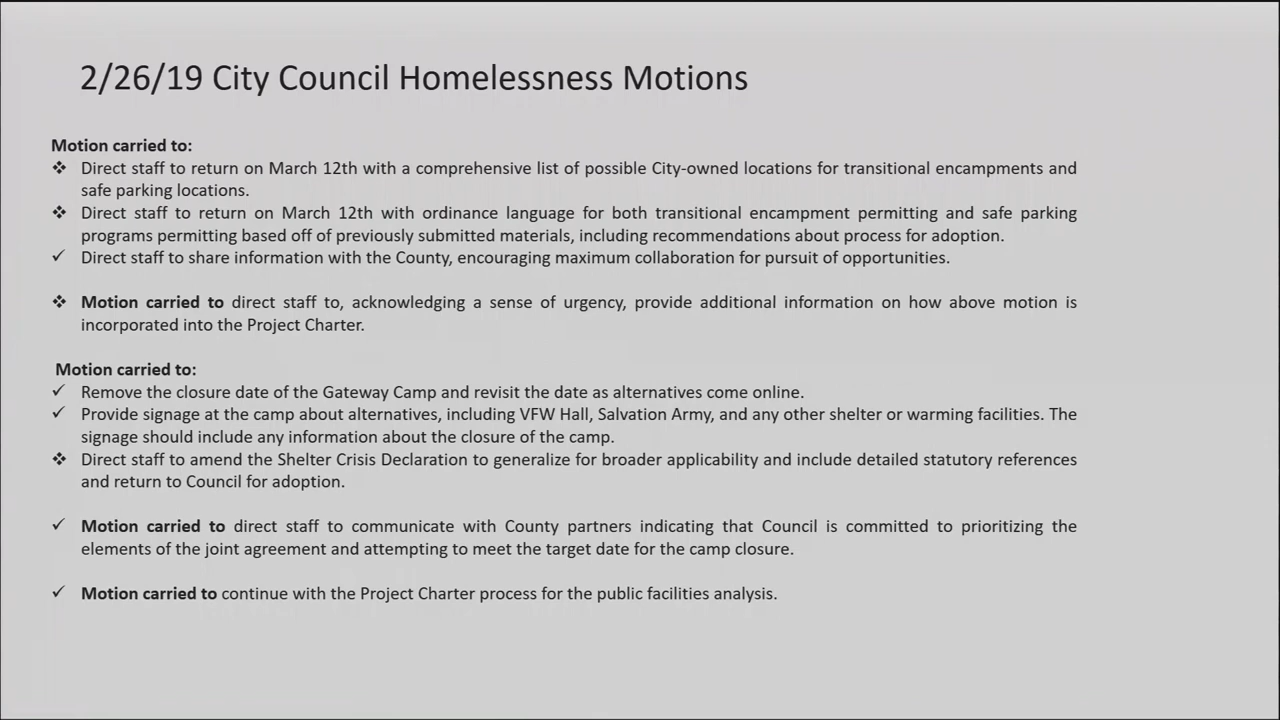 2/26/19 City Council Homelessness Motions
Motion carried to:
❖ Direct staff to return on March 12th with a comprehensive list of possible City-owned locations for transitional encampments and
safe parking locations.
❖ Direct staff to return on March 12th with ordinance language for both transitional encampment permitting and safe parking
programs permitting based off of previously submitted materials, including recommendations about process for adoption.
✓ Direct staff to share information with the County, encouraging maximum collaboration for pursuit of opportunities.
❖ Motion carried to direct staff to, acknowledging a sense of urgency, provide additional information on how above motion is
incorporated into the Project Charter.
Motion carried to:
✓ Remove the closure date of the Gateway Camp and revisit the date as alternatives come online.
✓ Provide signage at the camp about alternatives, including VFW Hall, Salvation Army, and any other shelter or warming facilities. The
signage should include any information about the closure of the camp.
❖ Direct staff to amend the Shelter Crisis Declaration to generalize for broader applicability and include detailed statutory references
and return to Council for adoption.
✓ Motion carried to direct staff to communicate with County partners indicating that Council is committed to prioritizing the
elements of the joint agreement and attempting to meet the target date for the camp closure.
✓ Motion carried to continue with the Project Charter process for the public facilities analysis.